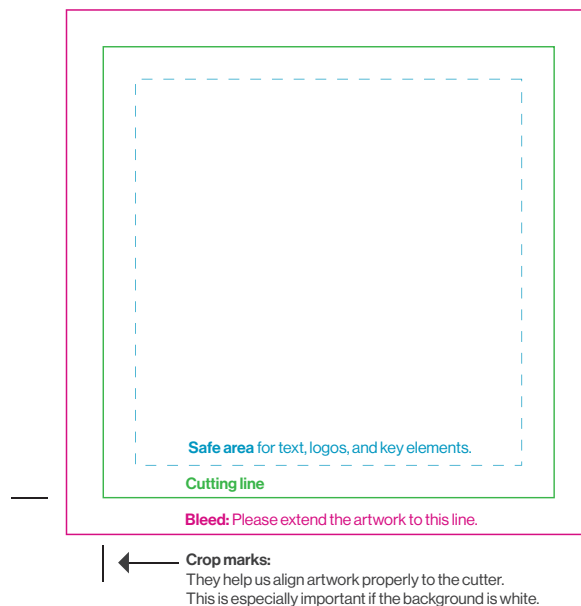 Safe area for text, logos, and key elements.
Cutting line
Bleed: Please extend the artwork to this line.
Crop marks:
They help us align artwork properly to the cutter.
This is especially important if the background is white.